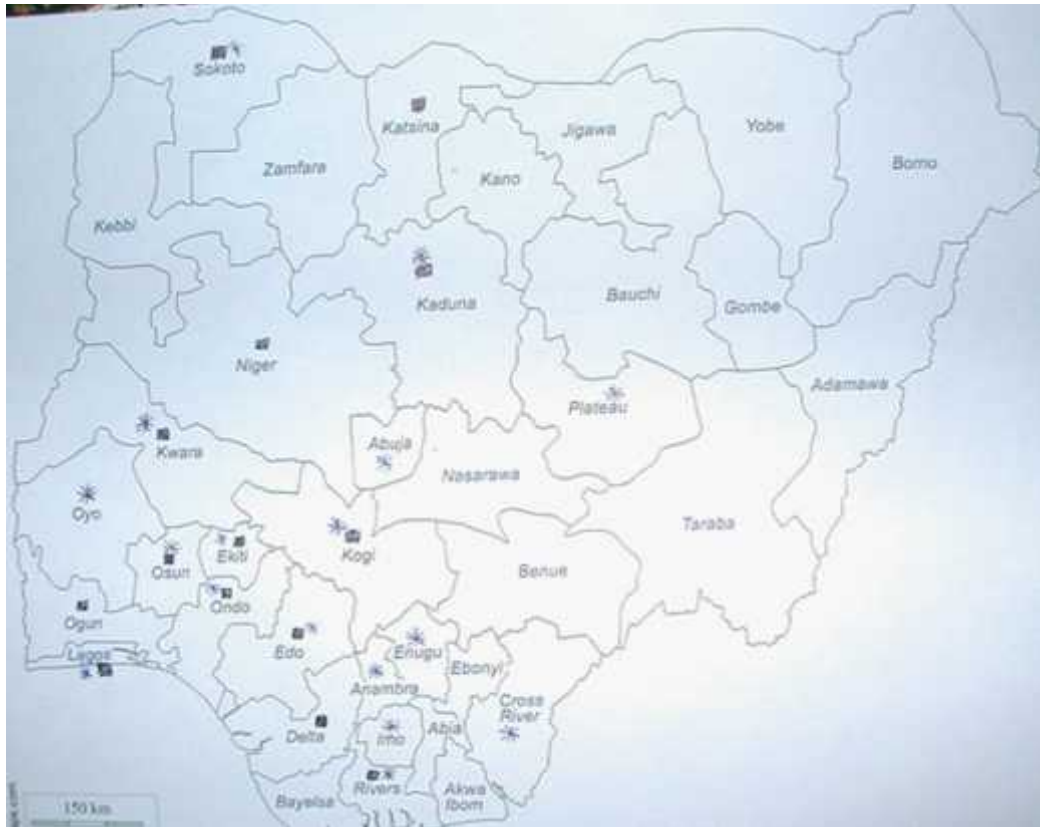 Sokoto
Katsina
Jigawa
Yobe
Borno
Zamfara
Kano
Kebbi
Kaduna
Bauchi
Gombe
Niger
Adamawa
Plateau
Abuja
Kwara
Nasarawa
Oyo
Taraba
Kogi
Ekiti
Osun
Benue
Ondo
Ogun
Lagos
Edo
Enugu
Ebonyi
Anambra
Cross
River
Delta
Imo
Abia
Rivers
Akwa
Ibom
Bayelsa
150 km